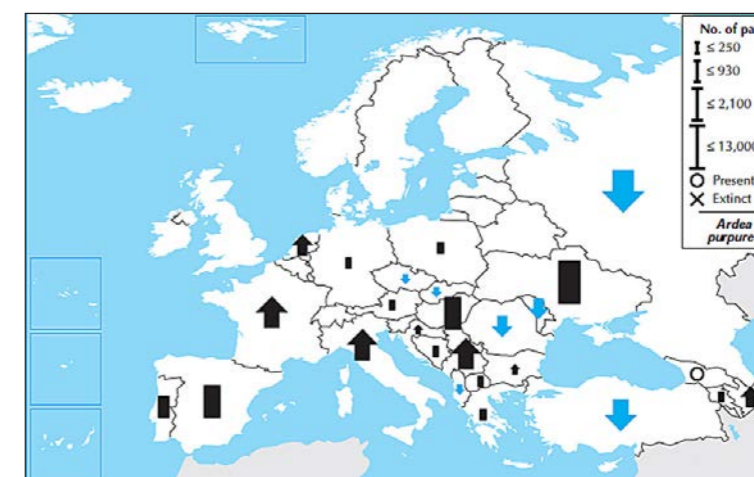 No. of pa
≤ 250
≤ 930
≤ 2,100
≤ 13,000
Present
Extinct
Ardea
purpure